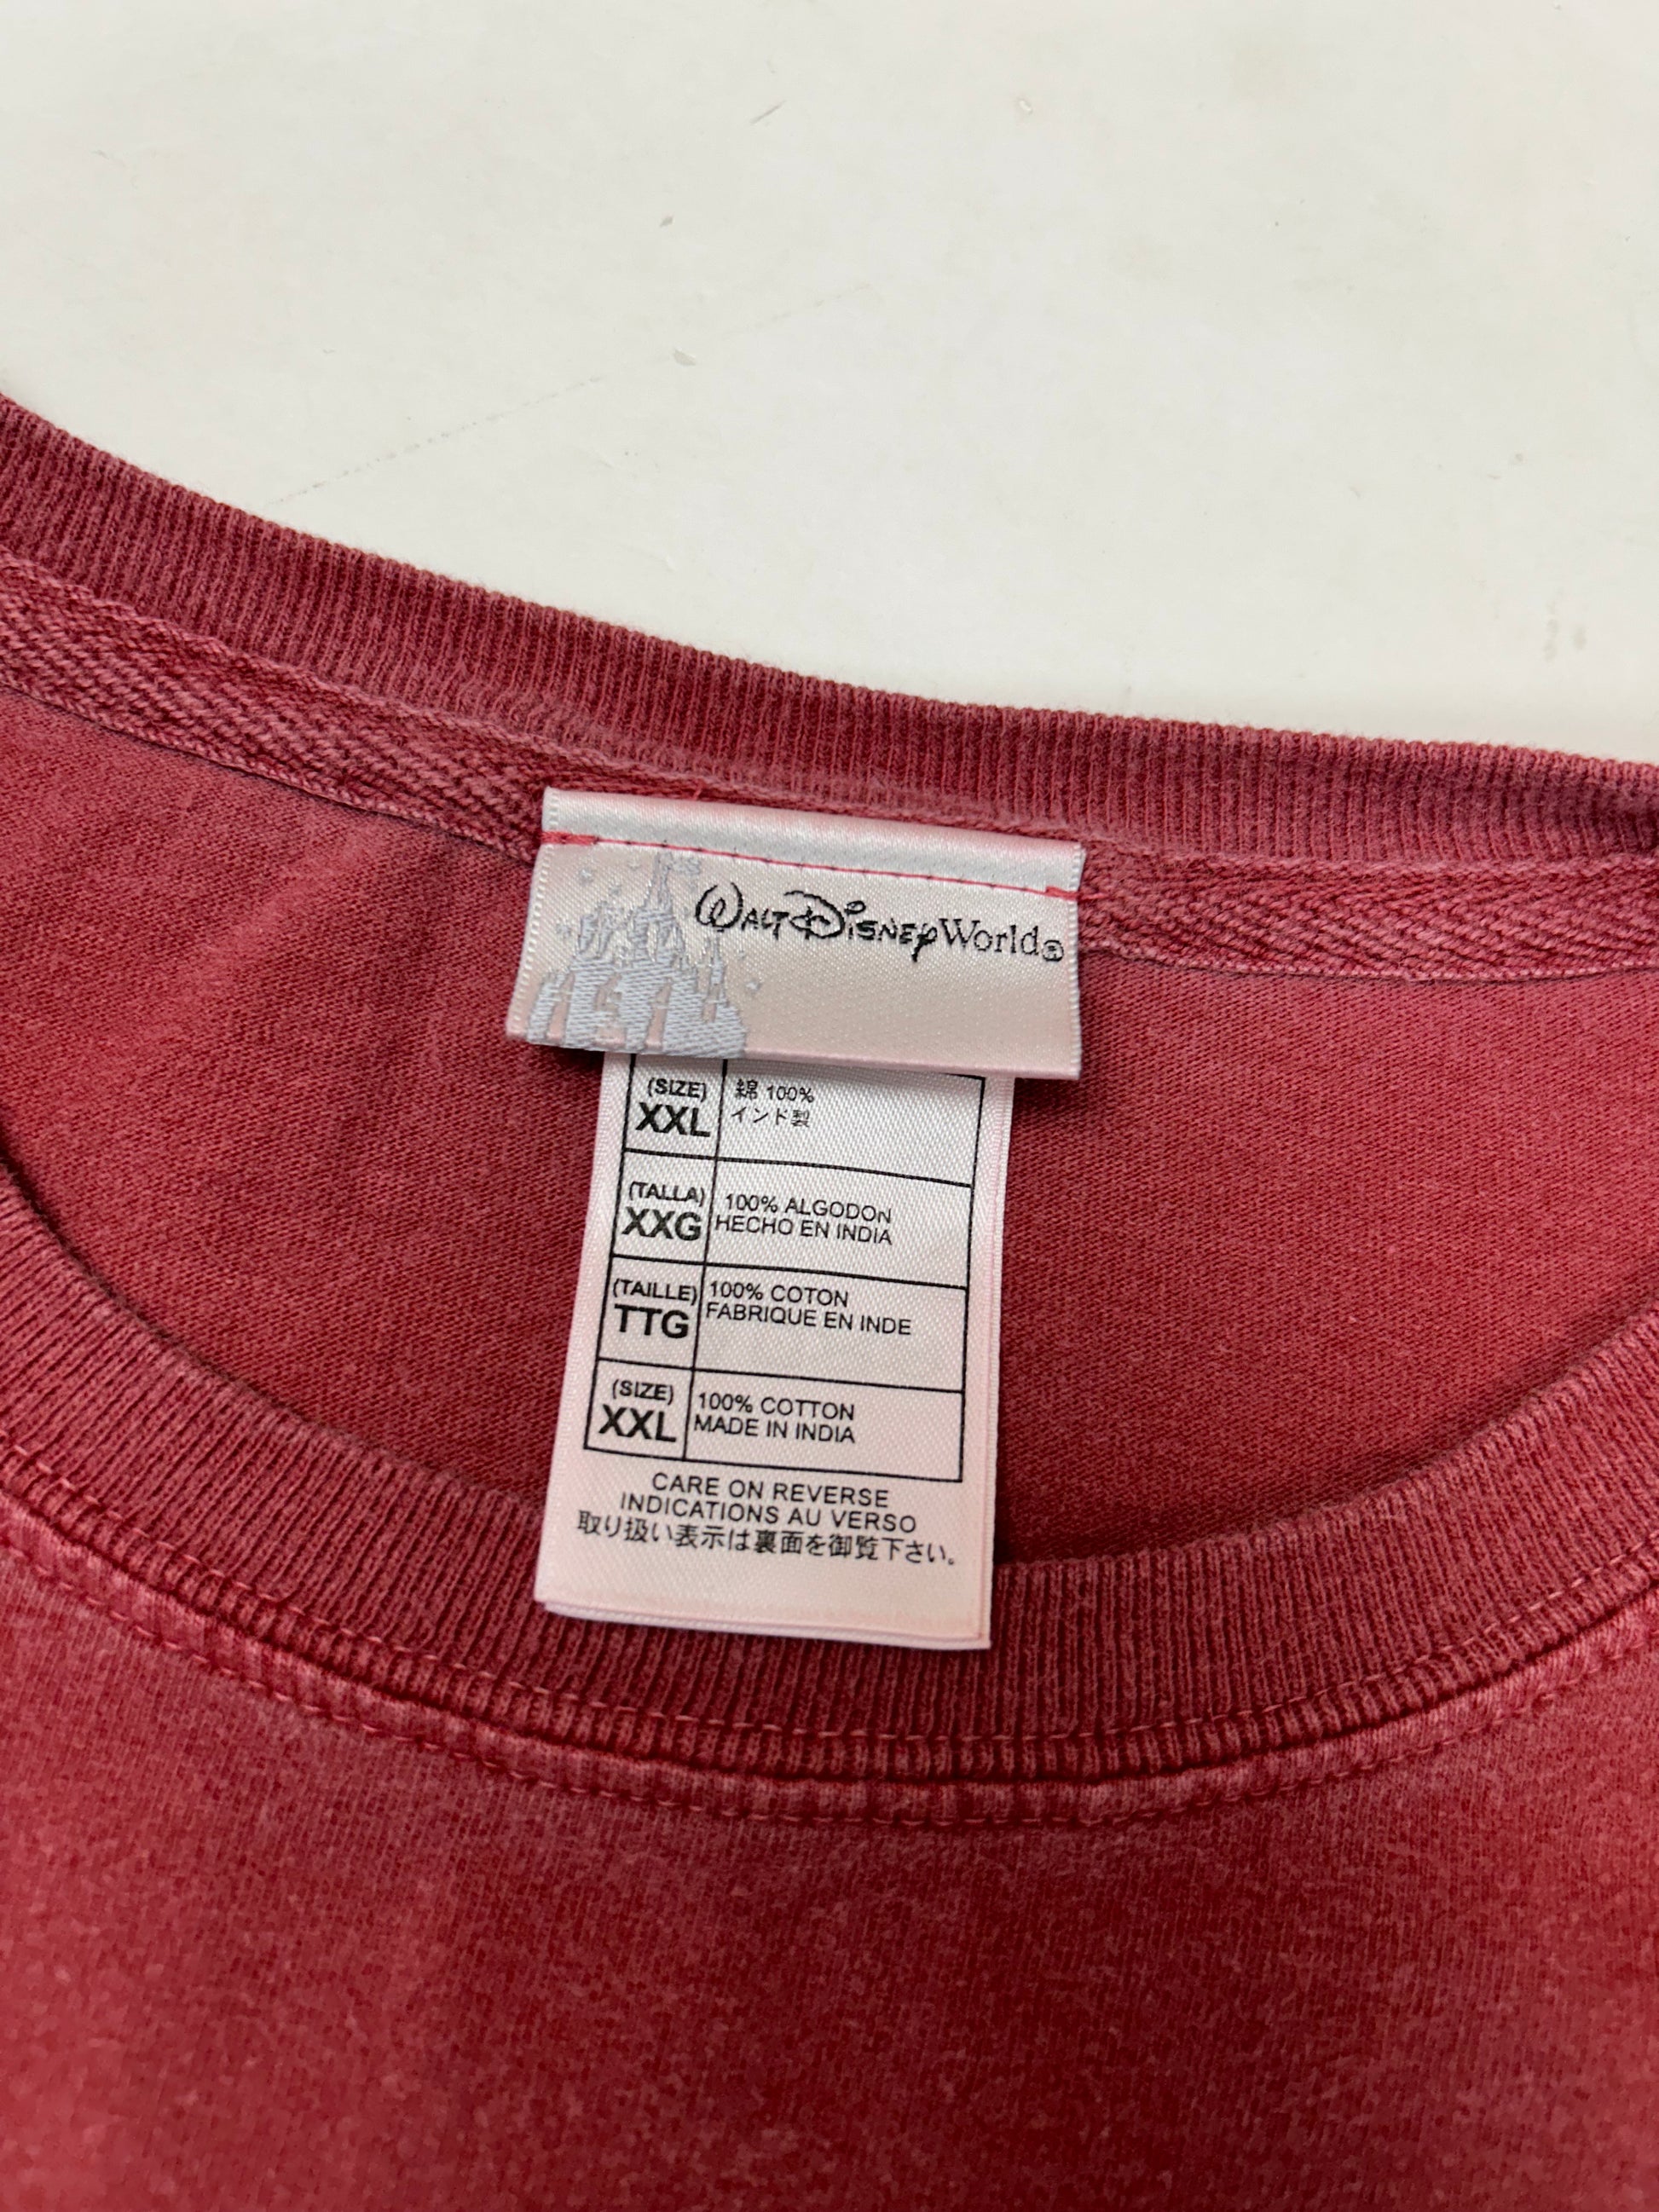 WALT DISNEY World®
(SIZE)
XXL
綿 100%
インド製
(TALLA)
XXG
100% ALGODON
HECHO EN INDIA
(TAILLE)
TTG
100% COTON
FABRIQUE EN INDE
(SIZE)
XXL
100% COTTON
MADE IN INDIA
CARE ON REVERSE
INDICATIONS AU VERSO
取り扱い表示は裏面を御覧下さい。